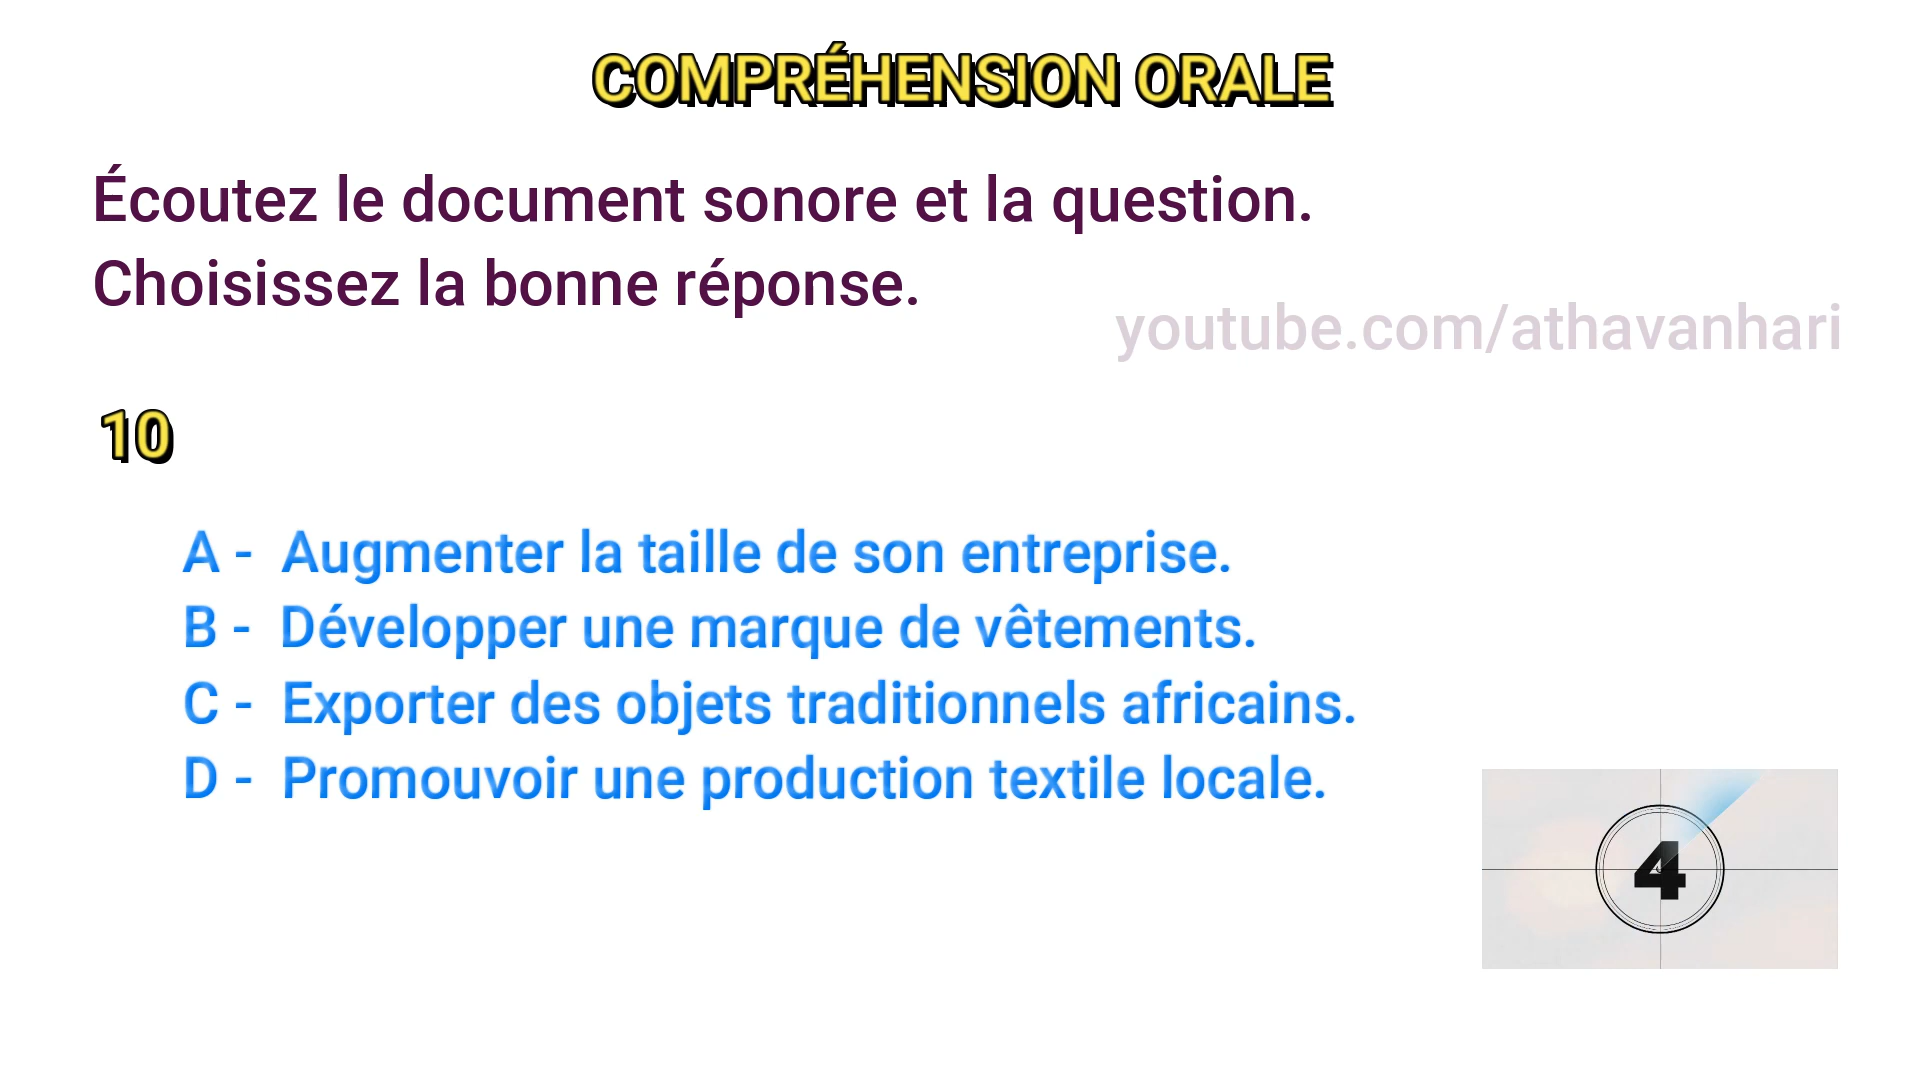 COMPRÉHENSION ORALE
Écoutez le document sonore et la question.
Choisissez la bonne réponse.
youtube.com/athavanhari
10
A - Augmenter la taille de son entreprise.
B - Développer une marque de vêtements.
C - Exporter des objets traditionnels africains.
D - Promouvoir une production textile locale.
4